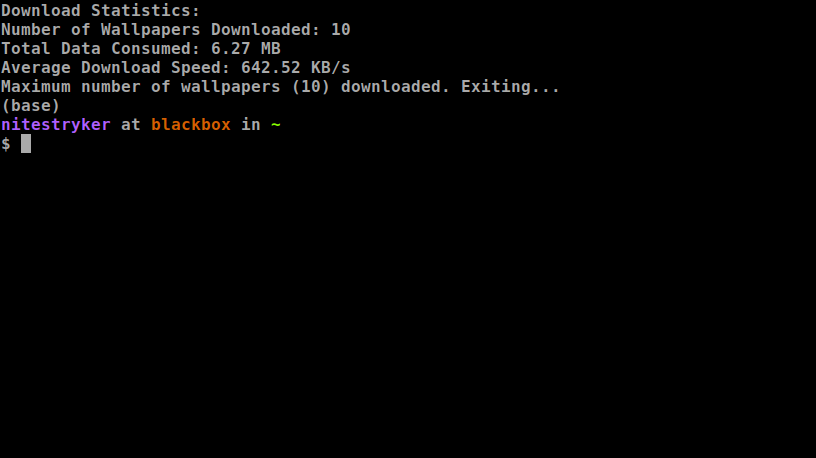 Download Statistics:
Number of Wallpapers Downloaded: 10
Total Data Consumed: 6.27 MB
Average Download Speed: 642.52 KB/s
Maximum number of wallpapers (10) downloaded. Exiting...
(base)
nitestryker at blackbox in ~
$